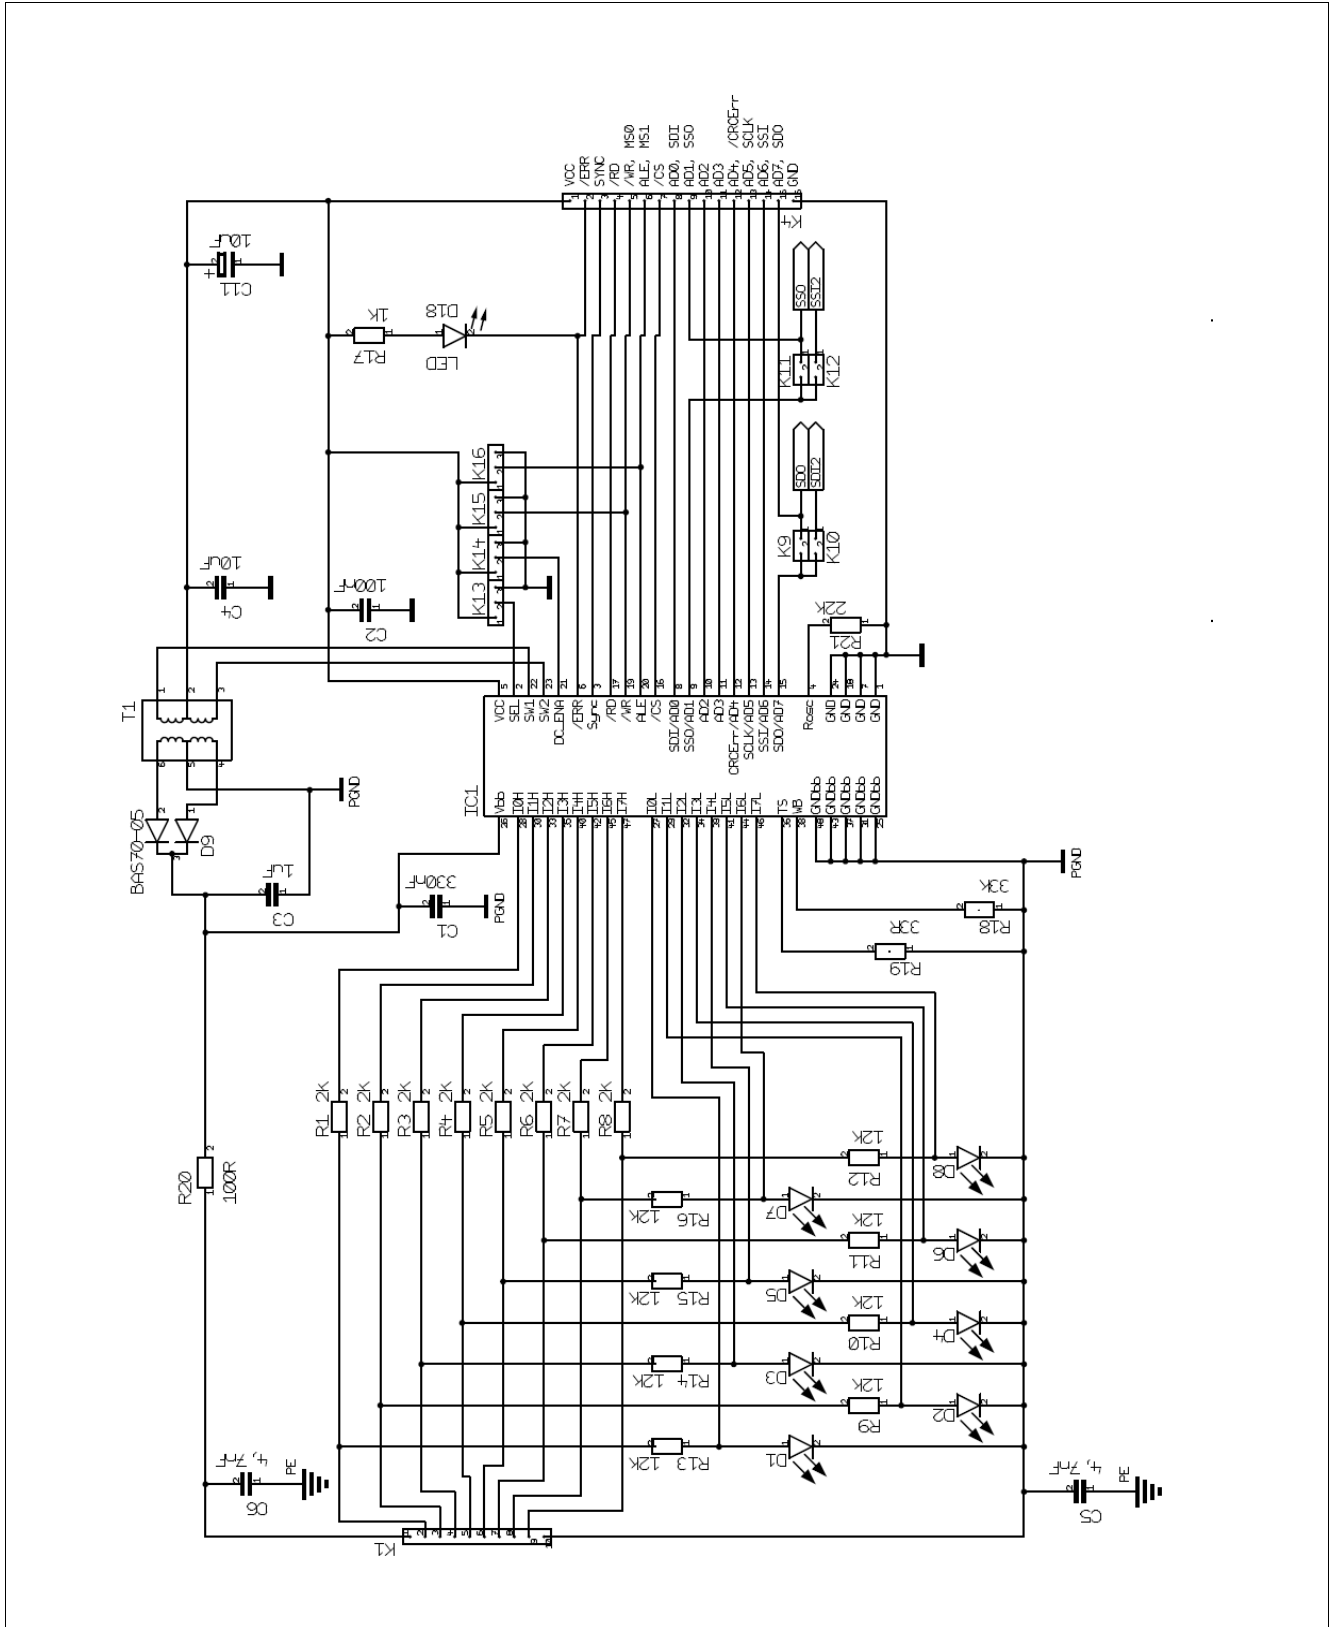 VCC
/ERR
SYNC
/RD
/WR, MS0
ALE, MS1
/CS
AD0, SDI
AD1, SSO
AD2
AD3
AD4, /CRCErr
AD5, SCLK
AD6, SSI
AD7, SDO
GND
K4
10uF
C11
+
1K
R17
D18
LED
SSO
SSI2
K11
K12
SDO
SDI2
K9
K10
K16
K15
K14
K13
10uF
C4
100nF
C2
22K
R21
T1
1
2
3
6
5
4
VCC
SEL
SW1
SW2
DC_ENA
/ERR
Sync
/RD
/WR
ALE
/CS
SDI/AD0
SSO/AD1
AD2
AD3
CRCErr/AD4
SCLK/AD5
SSI/AD6
SDO/AD7
Rosc
GND
GND
GND
GND
IC1
Vbb
I0H
I1H
I2H
I3H
I4H
I5H
I6H
I7H
I0L
I1L
I2L
I3L
I4L
I5L
I6L
I7L
TS
WB
GNDbb
GNDbb
GNDbb
GNDbb
GNDbb
PGND
BAS70-05
D9
1uF
C3
330nF
C1
PGND
PGND
33K
R18
33R
R19
R1 2K
R2 2K
R3 2K
R4 2K
R5 2K
R6 2K
R7 2K
R8 2K
R20
100R
12K
R12
D8
12K
R16
D7
12K
R11
D6
12K
R15
D5
12K
R10
D4
12K
R14
D3
12K
R9
D2
12K
R13
D1
4,7nF
C6
PE
4,7nF
C5
PE
K1